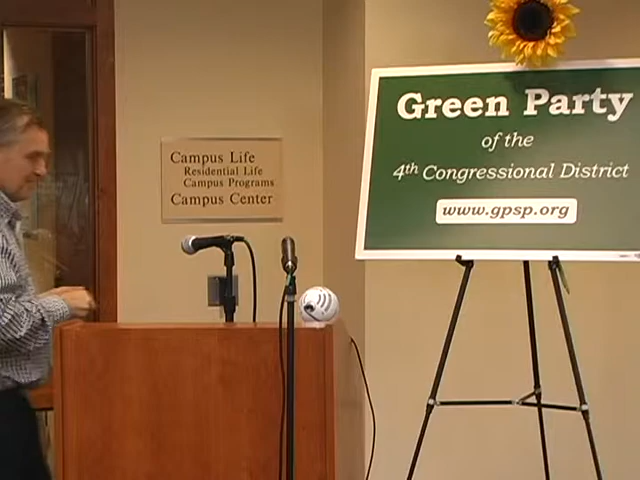 Campus Life
Residential Life
Campus Programs
Campus Center
Green Party
of the
4th Congressional District
www.gpsp.org